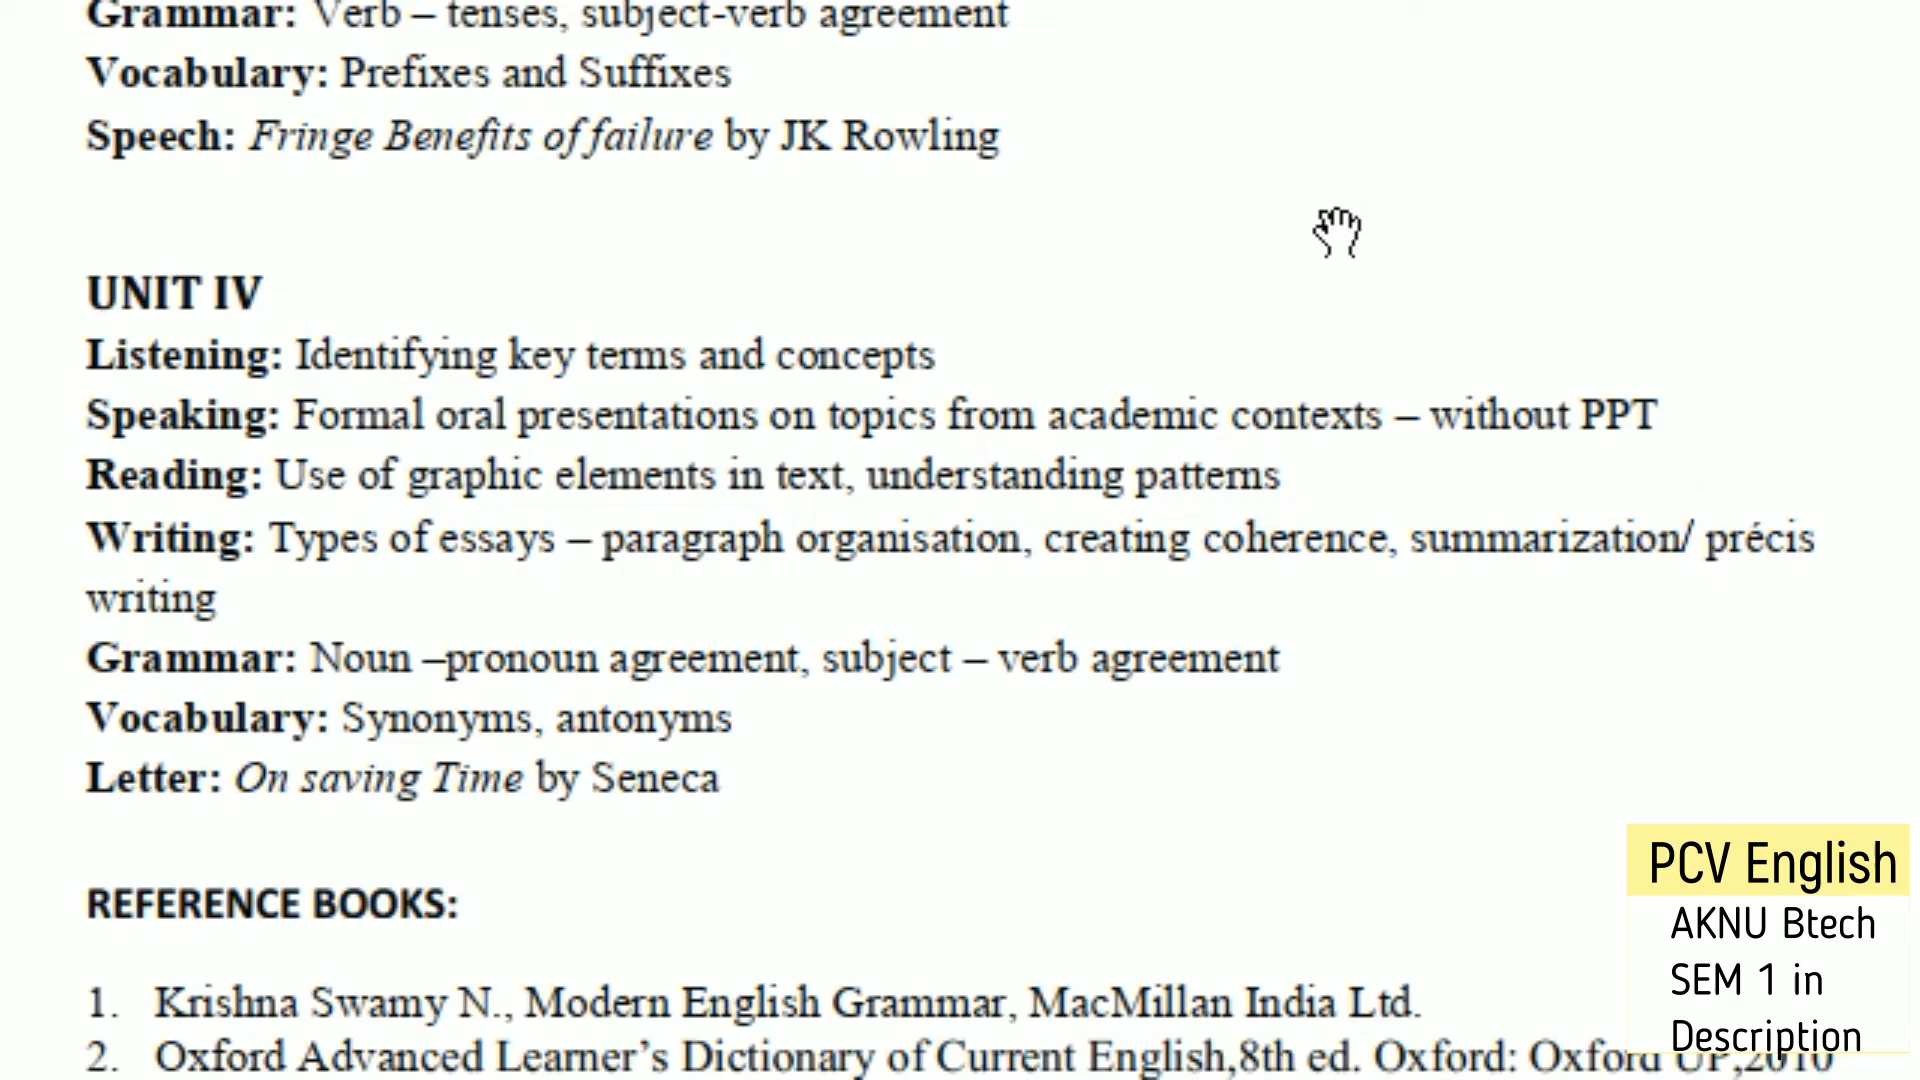 Grammar: Verb – tenses, subject-verb agreement
Vocabulary: Prefixes and Suffixes
Speech: Fringe Benefits of failure by JK Rowling
UNIT IV
Listening: Identifying key terms and concepts
Speaking: Formal oral presentations on topics from academic contexts – without PPT
Reading: Use of graphic elements in text, understanding patterns
Writing: Types of essays – paragraph organisation, creating coherence, summarization/ précis
writing
Grammar: Noun –pronoun agreement, subject – verb agreement
Vocabulary: Synonyms, antonyms
Letter: On saving Time by Seneca
REFERENCE BOOKS:
1. Krishna Swamy N., Modern English Grammar, MacMillan India Ltd.
2. Oxford Advanced Learner’s Dictionary of Current English,8th ed. Oxford: Oxford UP,2010
PCV English
AKNU Btech
SEM 1 in
Description